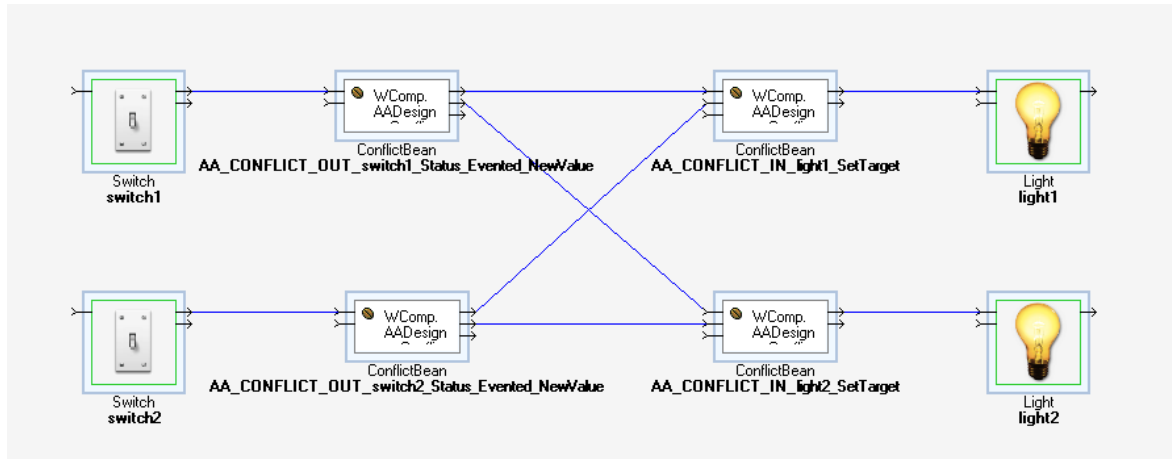 WComp.
AADesign
WComp.
AADesign
ConflictBean
AA_CONFLICT_OUT_switch1_Status_Evented_NewValue
ConflictBean
AA_CONFLICT_IN_light1_SetTarget
Switch
switch1
Light
light1
WComp.
AADesign
WComp.
AADesign
ConflictBean
AA_CONFLICT_OUT_switch2_Status_Evented_NewValue
ConflictBean
AA_CONFLICT_IN_light2_SetTarget
Switch
switch2
Light
light2